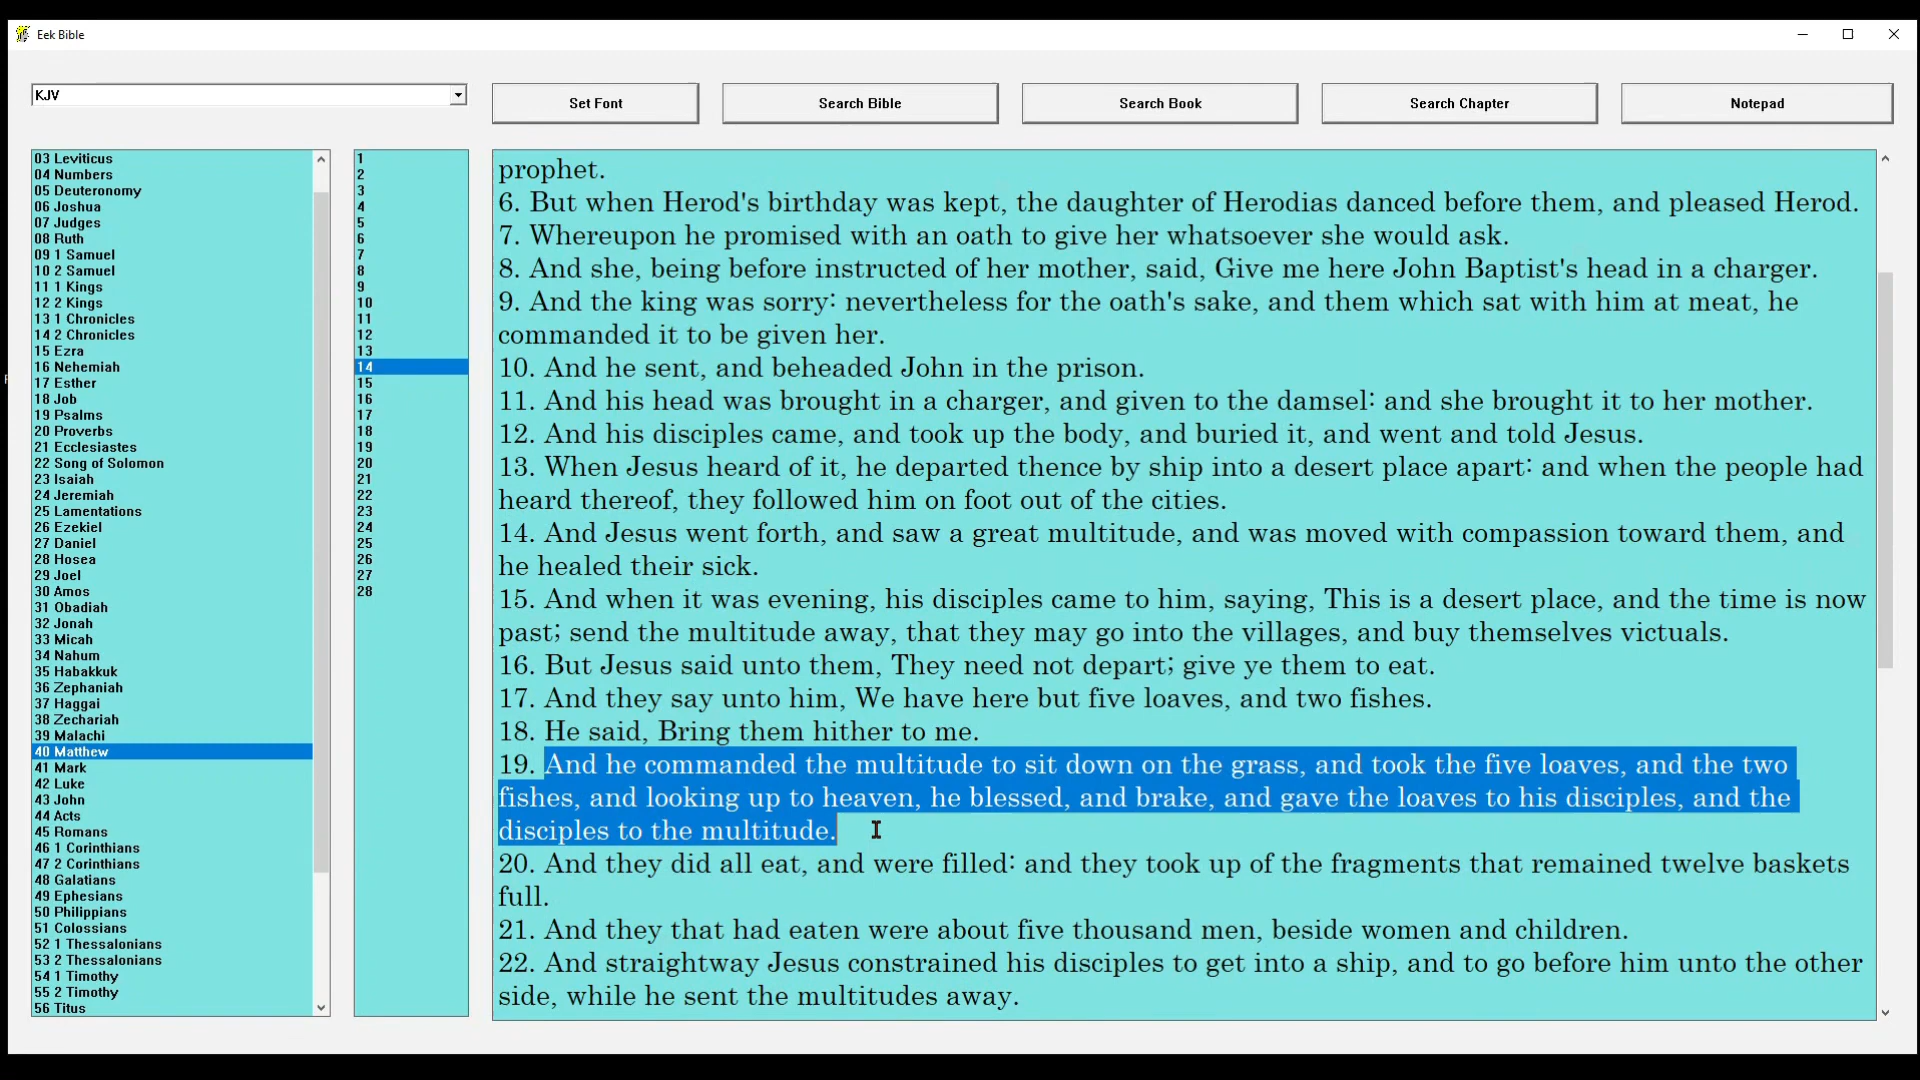 Eek Bible
KJV
Set Font
Search Bible
Search Book
Search Chapter
Notepad
03 Leviticus
04 Numbers
05 Deuteronomy
06 Joshua
07 Judges
08 Ruth
09 1 Samuel
10 2 Samuel
11 1 Kings
12 2 Kings
13 1 Chronicles
14 2 Chronicles
15 Ezra
16 Nehemiah
17 Esther
18 Job
19 Psalms
20 Proverbs
21 Ecclesiastes
22 Song of Solomon
23 Isaiah
24 Jeremiah
25 Lamentations
26 Ezekiel
27 Daniel
28 Hosea
29 Joel
30 Amos
31 Obadiah
32 Jonah
33 Micah
34 Nahum
35 Habakkuk
36 Zephaniah
37 Haggai
38 Zechariah
39 Malachi
40 Matthew
41 Mark
42 Luke
43 John
44 Acts
45 Romans
46 1 Corinthians
47 2 Corinthians
48 Galatians
49 Ephesians
50 Philippians
51 Colossians
52 1 Thessalonians
53 2 Thessalonians
54 1 Timothy
55 2 Timothy
56 Titus
1
2
3
4
5
6
7
8
9
10
11
12
13
14
15
16
17
18
19
20
21
22
23
24
25
26
27
28
prophet.
6. But when Herod's birthday was kept, the daughter of Herodias danced before them, and pleased Herod.
7. Whereupon he promised with an oath to give her whatsoever she would ask.
8. And she, being before instructed of her mother, said, Give me here John Baptist's head in a charger.
9. And the king was sorry: nevertheless for the oath's sake, and them which sat with him at meat, he
commanded it to be given her.
10. And he sent, and beheaded John in the prison.
11. And his head was brought in a charger, and given to the damsel: and she brought it to her mother.
12. And his disciples came, and took up the body, and buried it, and went and told Jesus.
13. When Jesus heard of it, he departed thence by ship into a desert place apart: and when the people had
heard thereof, they followed him on foot out of the cities.
14. And Jesus went forth, and saw a great multitude, and was moved with compassion toward them, and
he healed their sick.
15. And when it was evening, his disciples came to him, saying, This is a desert place, and the time is now
past; send the multitude away, that they may go into the villages, and buy themselves victuals.
16. But Jesus said unto them, They need not depart; give ye them to eat.
17. And they say unto him, We have here but five loaves, and two fishes.
18. He said, Bring them hither to me.
19. And he commanded the multitude to sit down on the grass, and took the five loaves, and the two
fishes, and looking up to heaven, he blessed, and brake, and gave the loaves to his disciples, and the
disciples to the multitude.
20. And they did all eat, and were filled: and they took up of the fragments that remained twelve baskets
full.
21. And they that had eaten were about five thousand men, beside women and children.
22. And straightway Jesus constrained his disciples to get into a ship, and to go before him unto the other
side, while he sent the multitudes away.